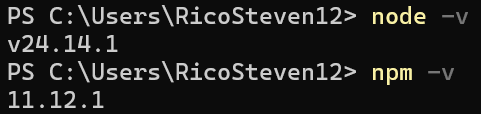 PS C:\Users\RicoSteven12> node -v
v24.14.1
PS C:\Users\RicoSteven12> npm -v
11.12.1